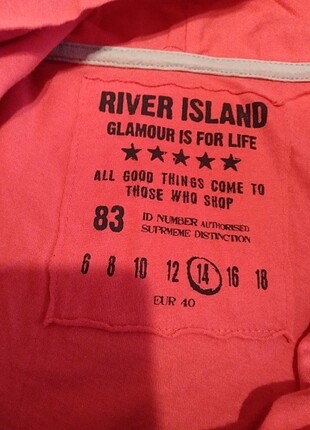 RIVER ISLAND
GLAMOUR IS FOR LIFE
ALL GOOD THINGS COME TO
THOSE WHO SHOP
83 ID NUMBER AUTHORISED
SUPRMEME DISTINCTION
6 8 10 12 14 16 18
EUR 40